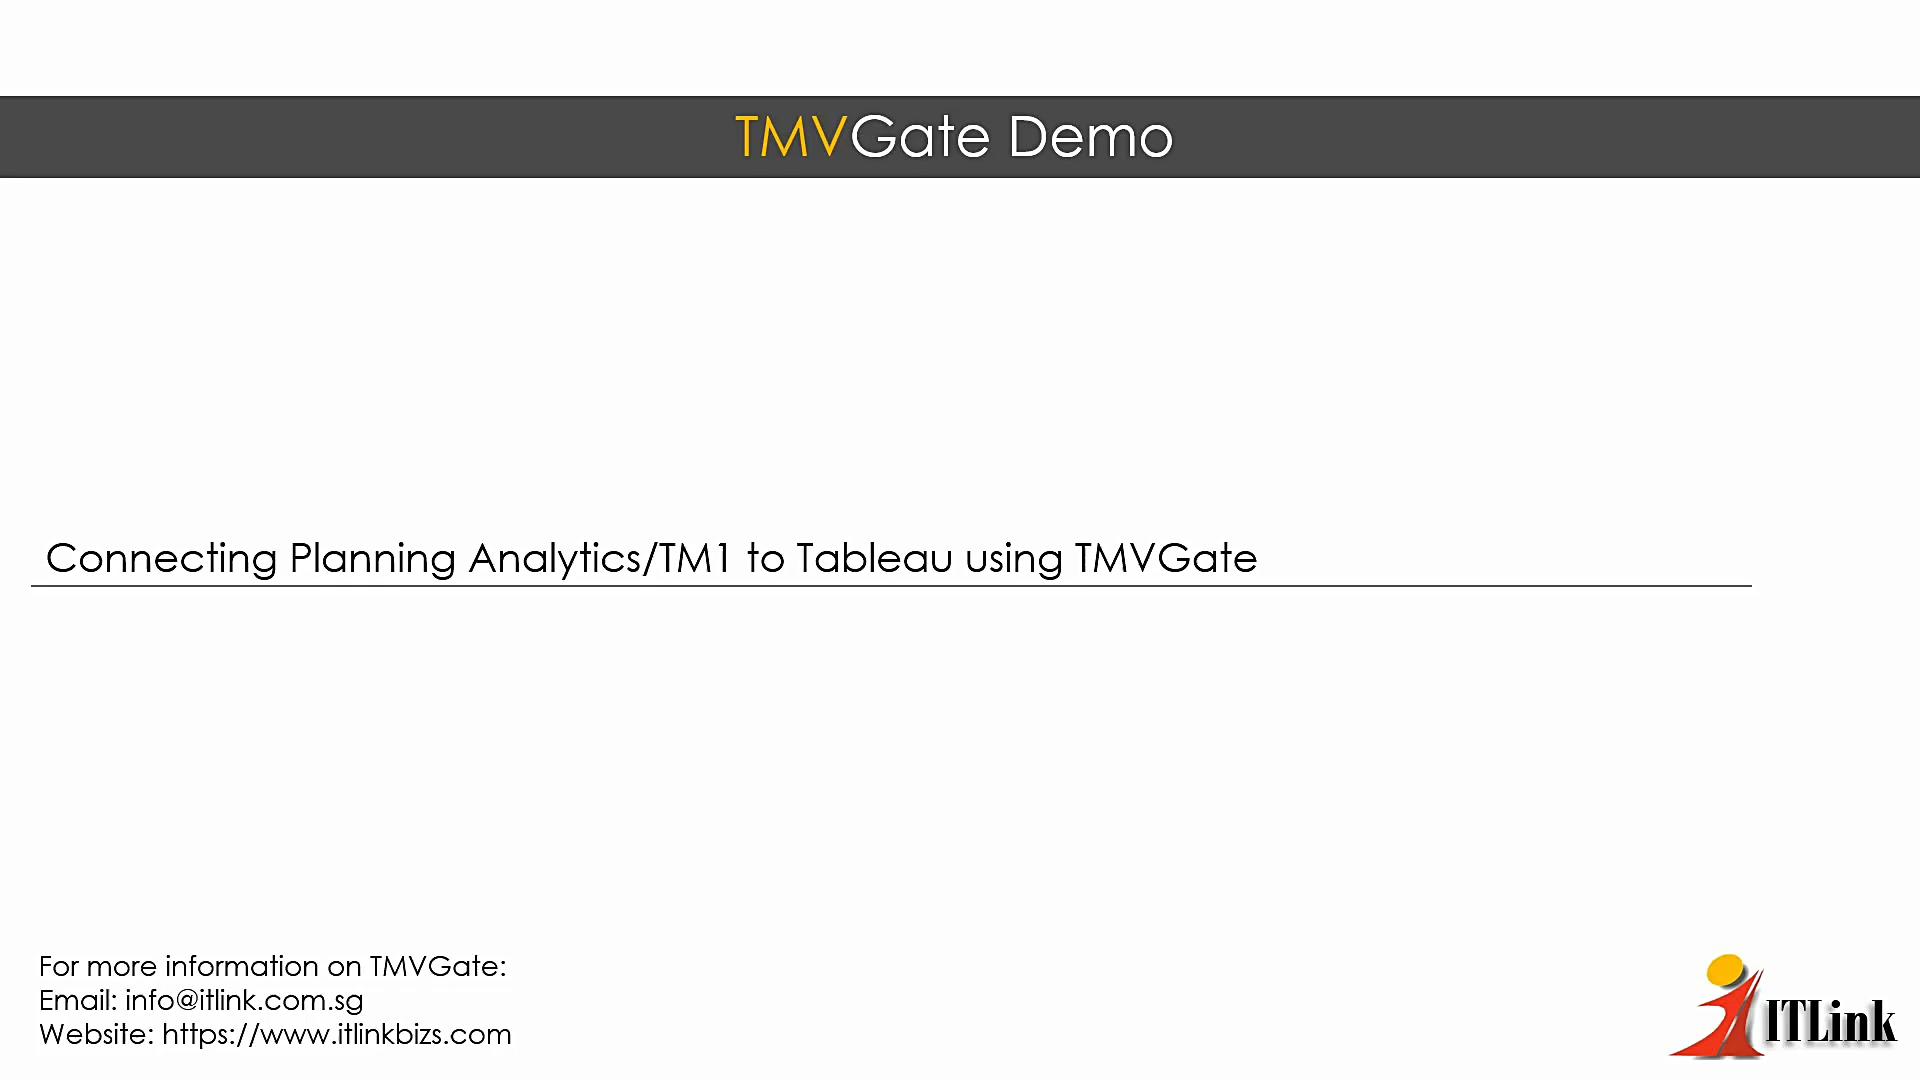 TMVGate Demo
Connecting Planning Analytics/TM1 to Tableau using TMVGate
For more information on TMVGate:
Email: info@itlink.com.sg
Website: https://www.itlinkbizs.com
ITLink